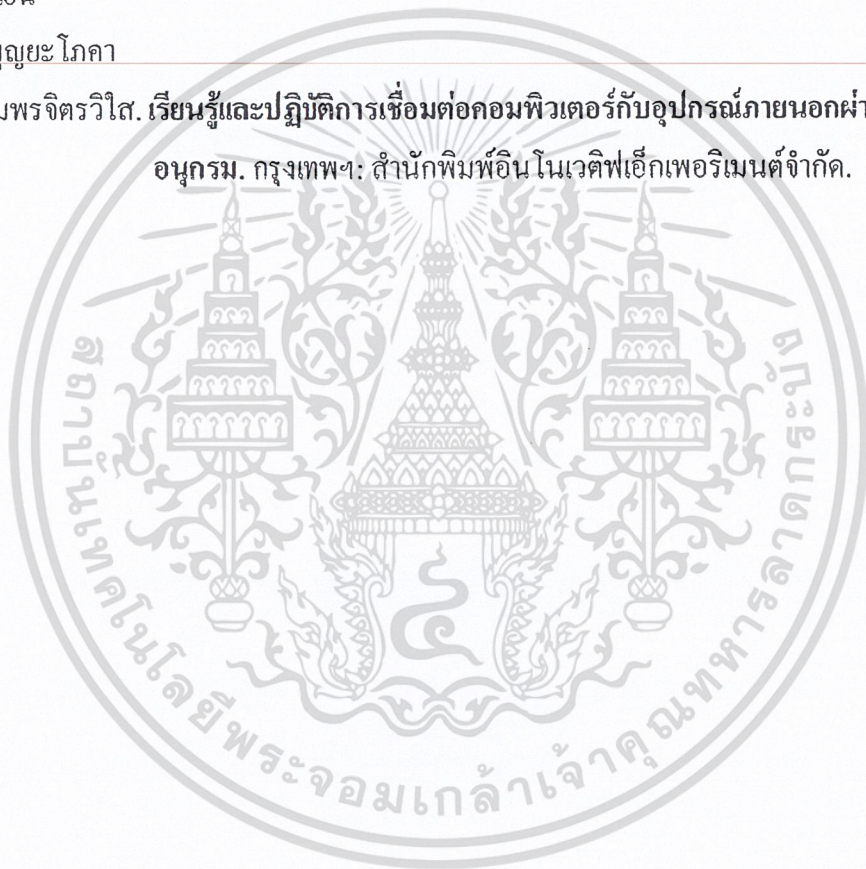 ญยะโภคา
มพรจิตรวิใส. เรียนรู้และปฏิบัติการเชื่อมต่อคอมพิวเตอร์กับอุปกรณ์ภายนอกผ่า
อนุกรม. กรุงเทพฯ: สำนักพิมพ์อินโนเวตีฟเอ็กเพอริเมนต์จำกัด.
สถาบันเทคโนโลยีพระจอมเกล้าเจ้าคุณทหารลาดกระบัง
๔